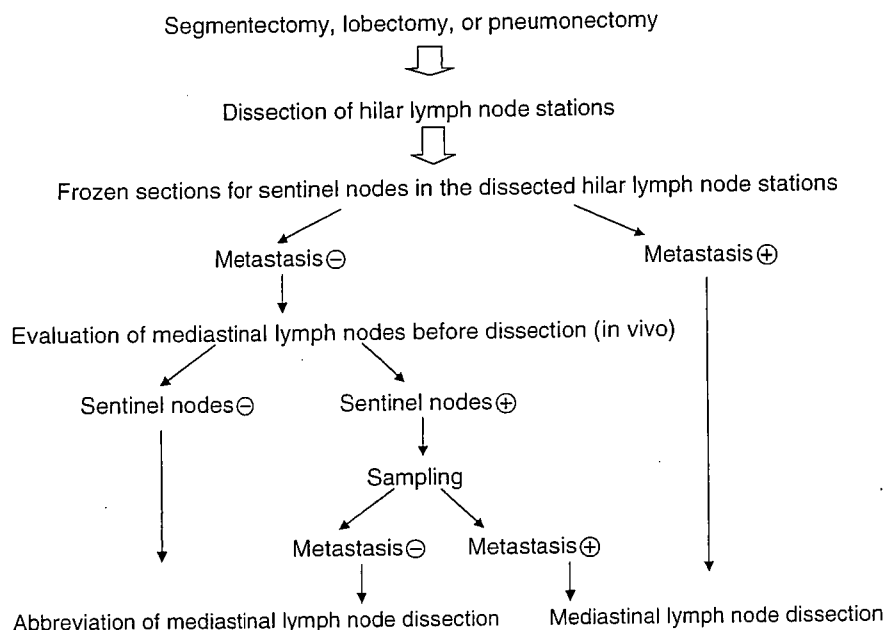 Segmentectomy, lobectomy, or pneumonectomy
Dissection of hilar lymph node stations
Frozen sections for sentinel nodes in the dissected hilar lymph node stations
Metastasis⊖ Metastasis⊕
Evaluation of mediastinal lymph nodes before dissection (in vivo)
Sentinel nodes⊖ Sentinel nodes⊕
Sampling
Metastasis⊖ Metastasis⊕
Abbreviation of mediastinal lymph node dissection Mediastinal lymph node dissection